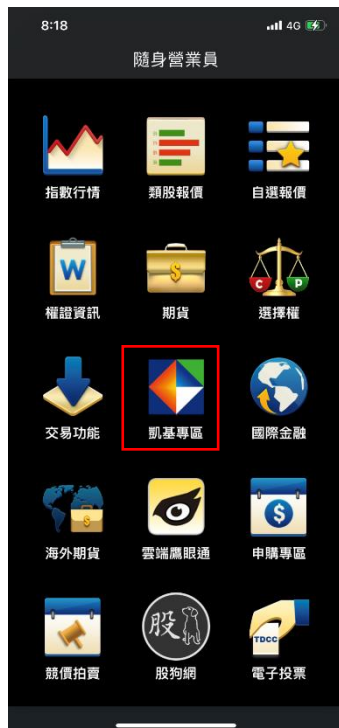 8:18
4G
隨身營業員
指數行情
類股報價
自選報價
W
$
C P
權證資訊
期貨
選擇權
交易功能
凱基專區
國際金融
$
$
海外期貨
雲端鷹眼通
申購專區
股狗
TDCC
競價拍賣
股狗網
電子投票